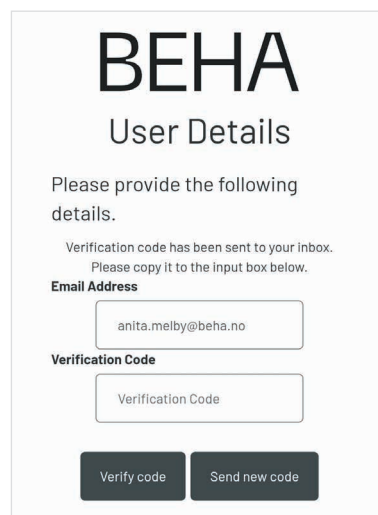 BEHA
User Details
Please provide the following
details.
Verification code has been sent to your inbox.
Please copy it to the input box below.
Email Address
anita.melby@beha.no
Verification Code
Verification Code
Verify code
Send new code